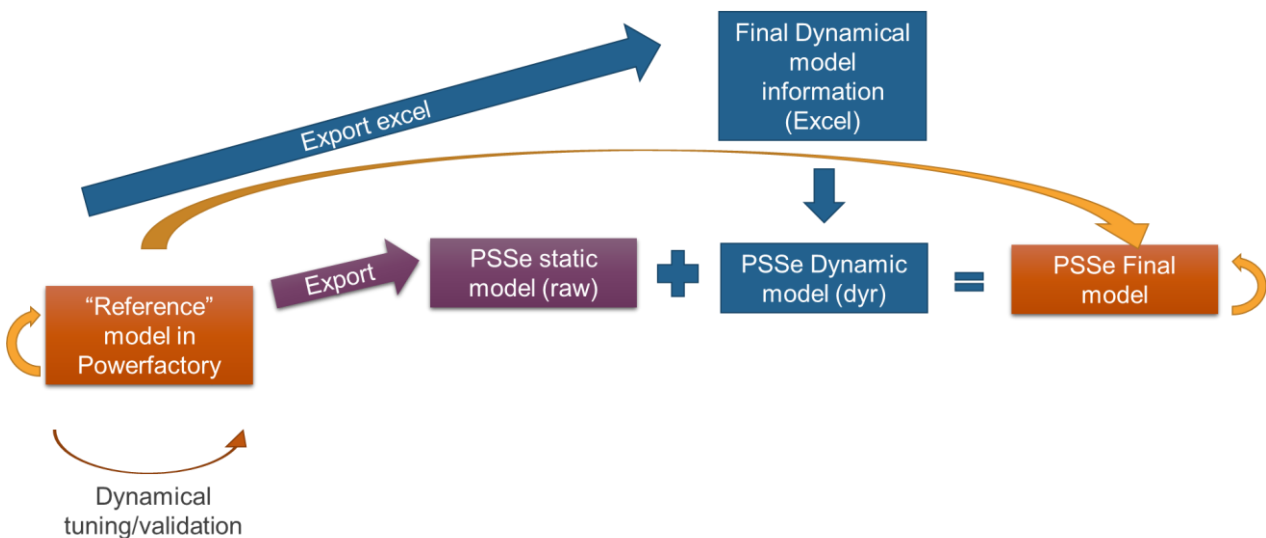 Final Dynamical
model
information
(Excel)
Export excel
Export
PSSe static
model (raw)
PSSe Dynamic
model (dyr)
PSSe Final
model
“Reference”
model in
Powerfactory
Dynamical
tuning/validation